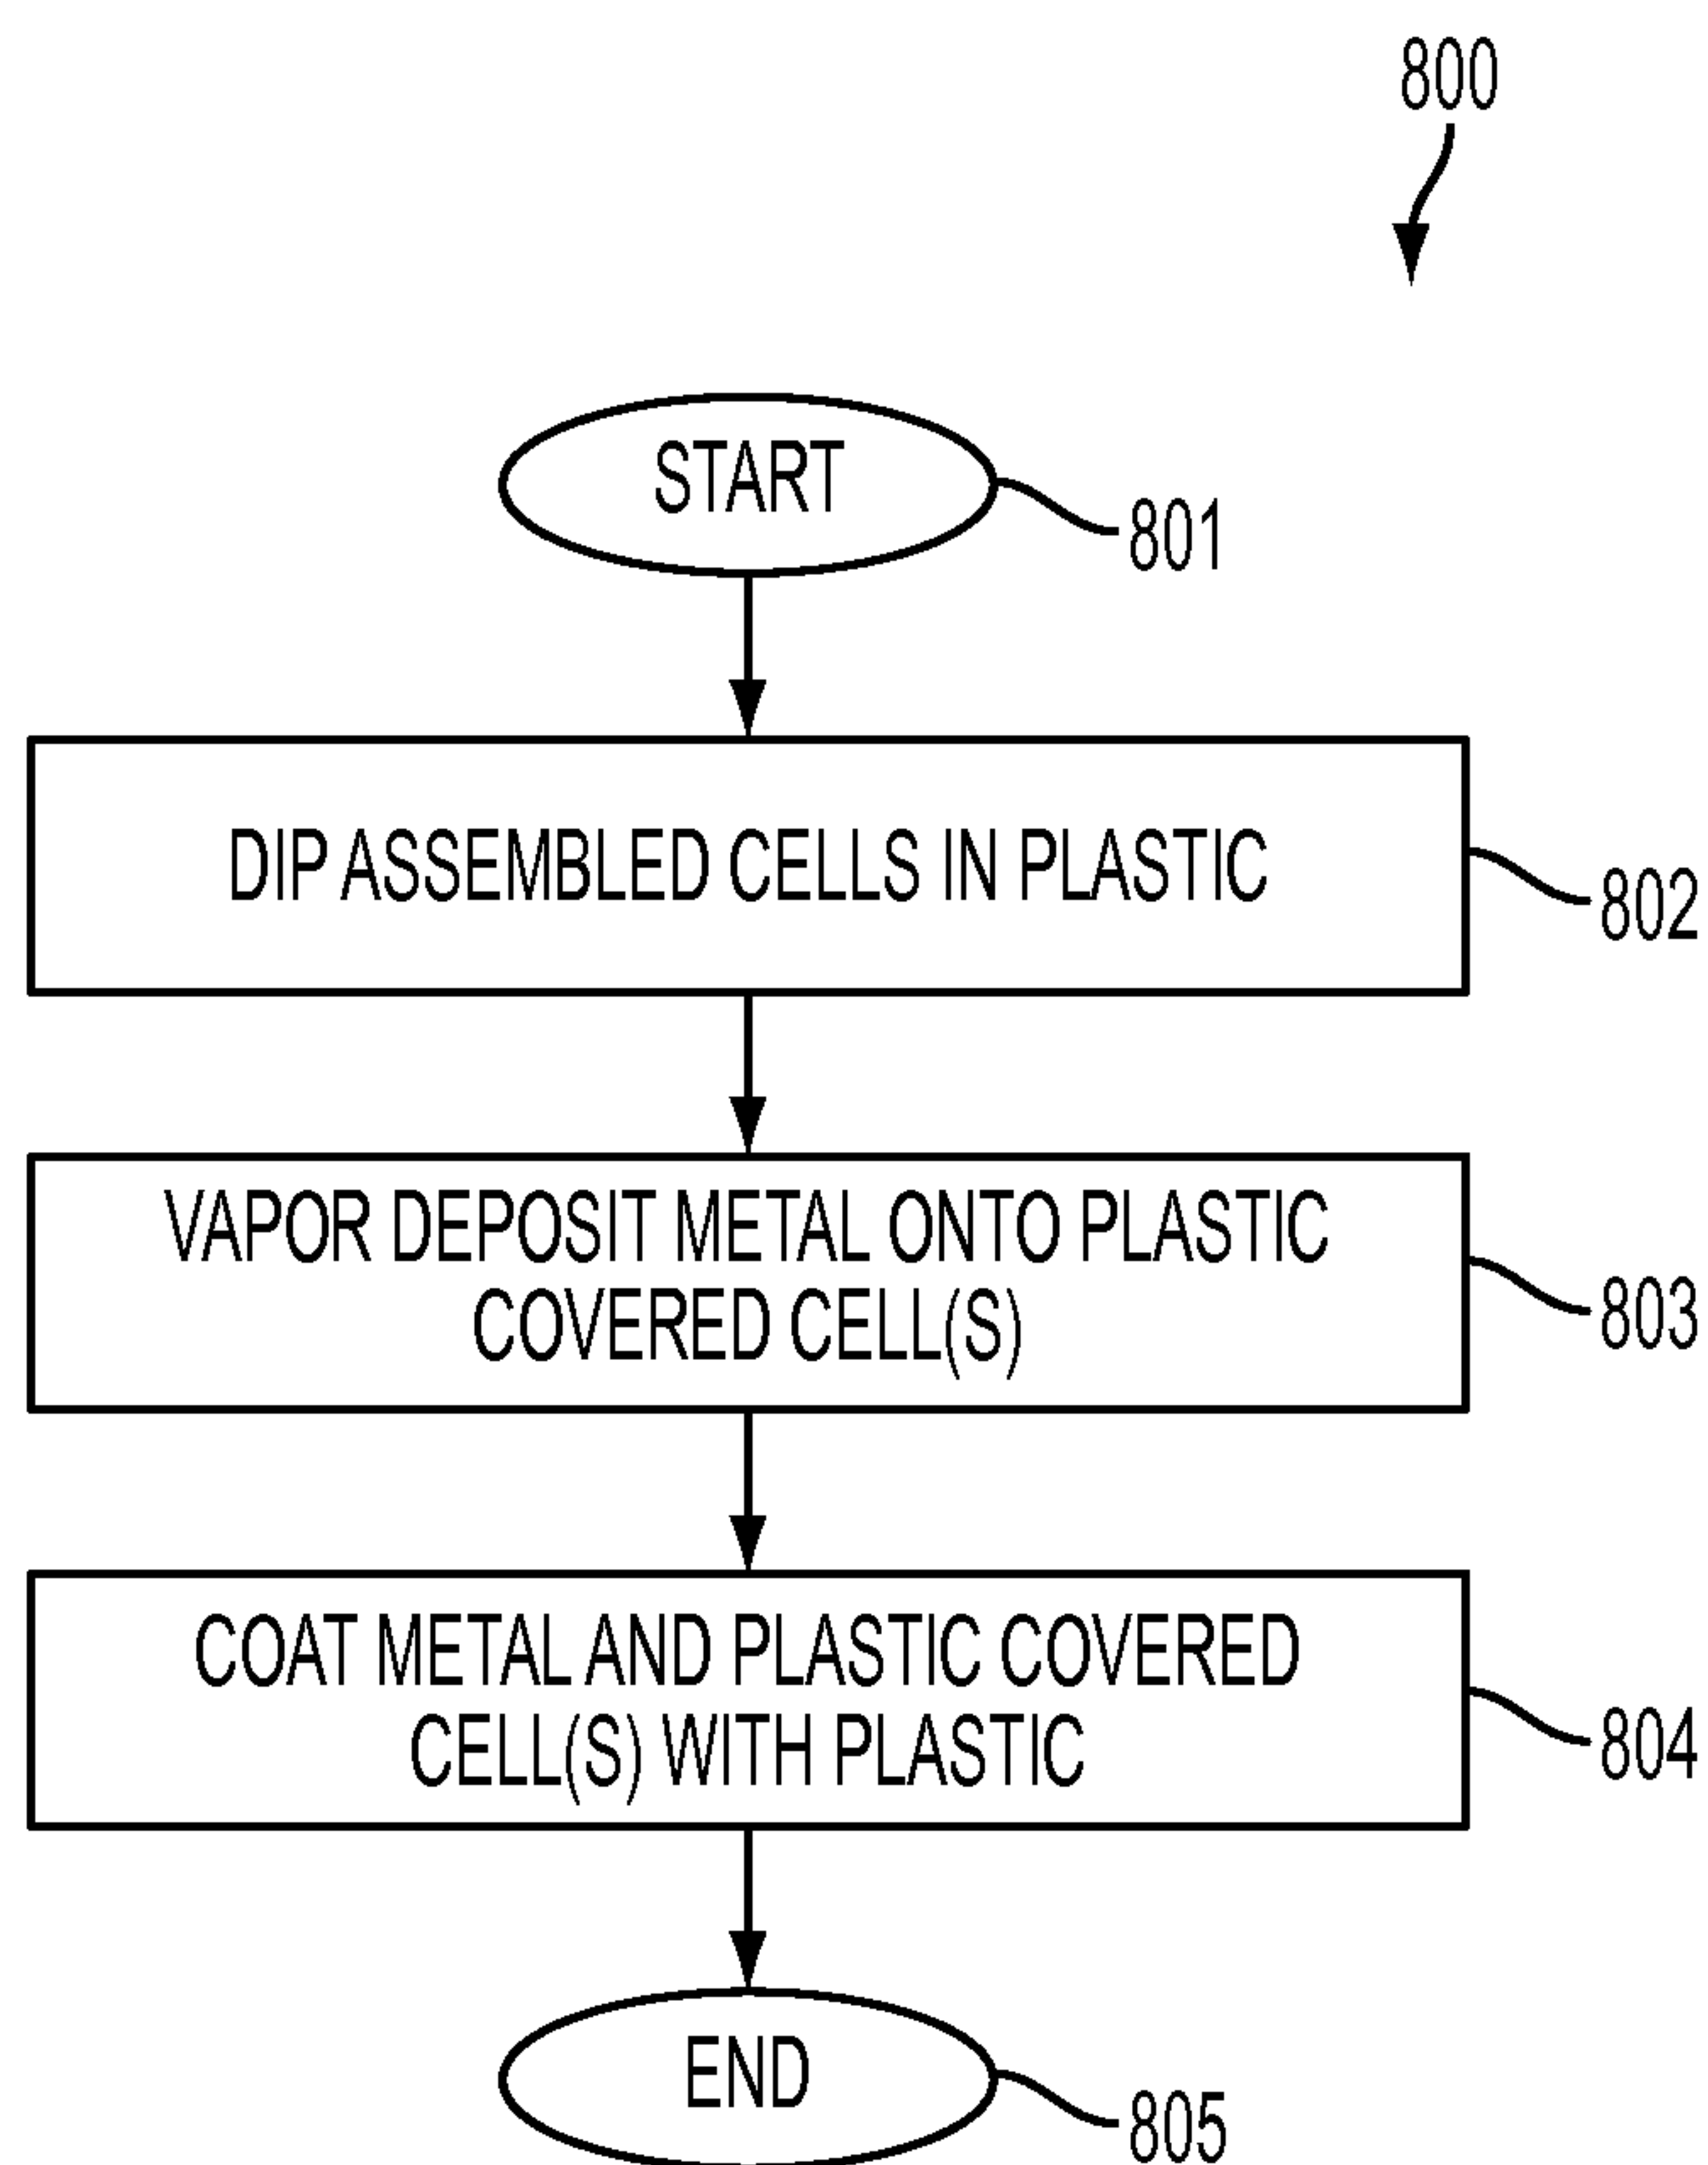 800
START
801
DIP ASSEMBLED CELLS IN PLASTIC
802
VAPOR DEPOSIT METAL ONTO PLASTIC
COVERED CELL(S)
803
COAT METAL AND PLASTIC COVERED
CELL(S) WITH PLASTIC
804
END
805